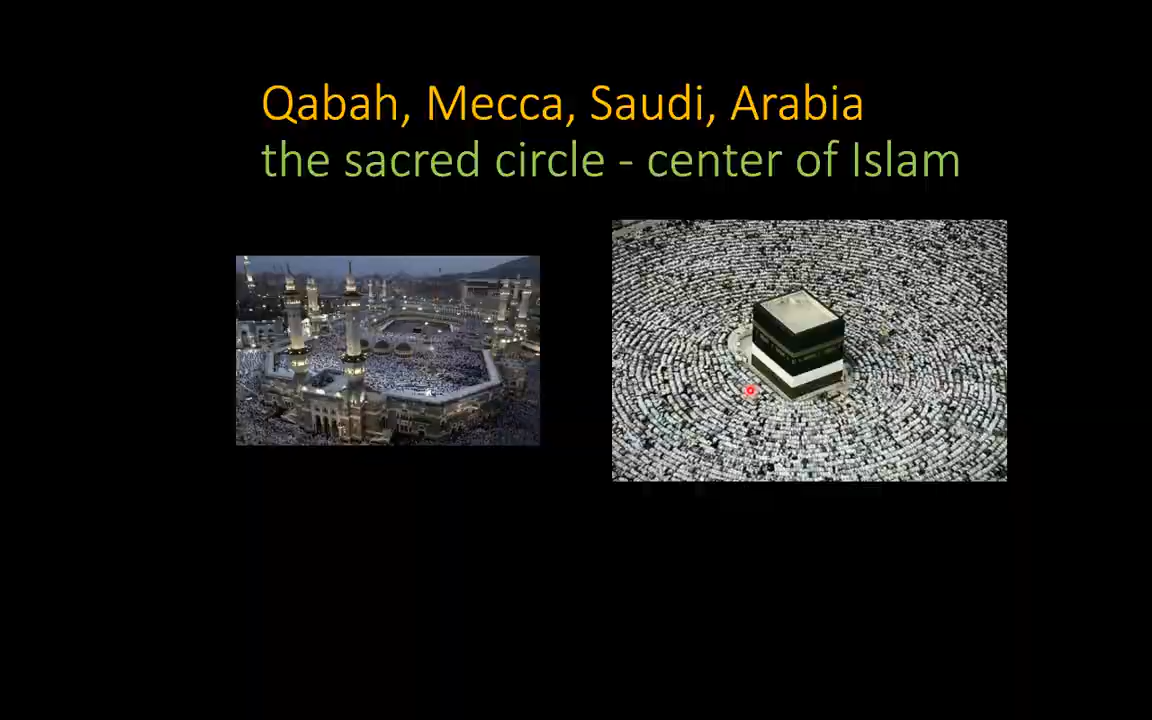 Qabah, Mecca, Saudi, Arabia
the sacred circle - center of Islam